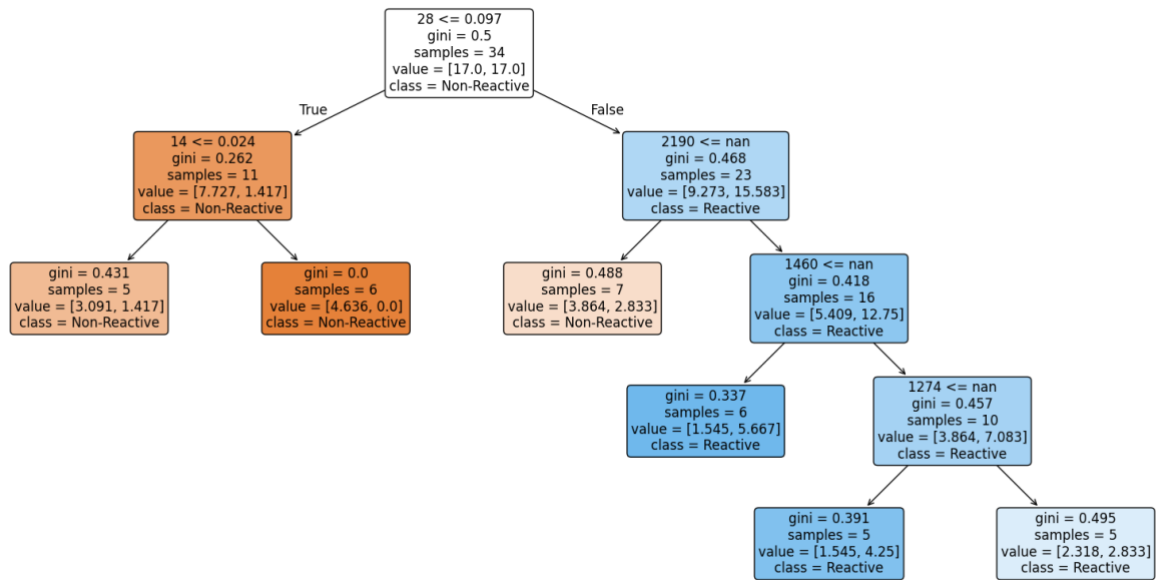 28 <= 0.097
gini = 0.5
samples = 34
value = [17.0, 17.0]
class = Non-Reactive
True
False
14 <= 0.024
gini = 0.262
samples = 11
value = [7.727, 1.417]
class = Non-Reactive
2190 <= nan
gini = 0.468
samples = 23
value = [9.273, 15.583]
class = Reactive
gini = 0.431
samples = 5
value = [3.091, 1.417]
class = Non-Reactive
gini = 0.0
samples = 6
value = [4.636, 0.0]
class = Non-Reactive
gini = 0.488
samples = 7
value = [3.864, 2.833]
class = Non-Reactive
1460 <= nan
gini = 0.418
samples = 16
value = [5.409, 12.75]
class = Reactive
gini = 0.337
samples = 6
value = [1.545, 5.667]
class = Reactive
1274 <= nan
gini = 0.457
samples = 10
value = [3.864, 7.083]
class = Reactive
gini = 0.391
samples = 5
value = [1.545, 4.25]
class = Reactive
gini = 0.495
samples = 5
value = [2.318, 2.833]
class = Reactive